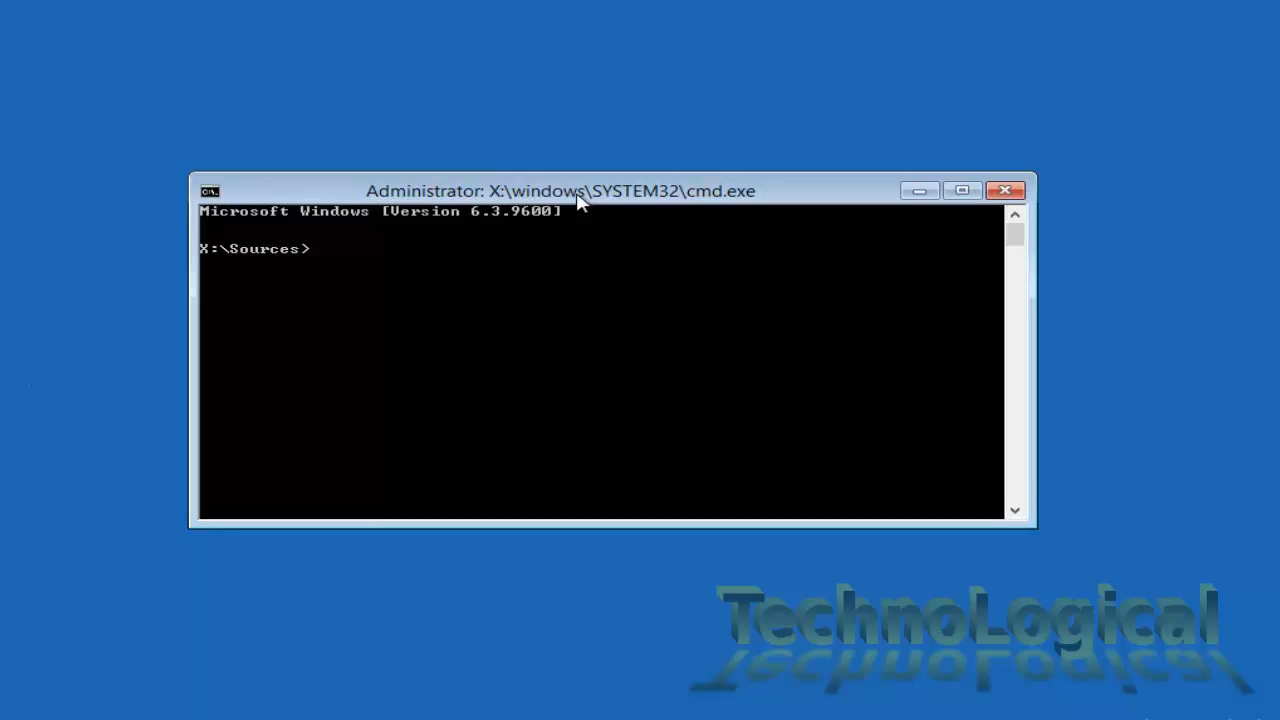 Administrator: X:\windows\SYSTEM32\cmd.exe
Microsoft Windows [Version 6.3.9600]
X:\Sources>
TechnoLogical